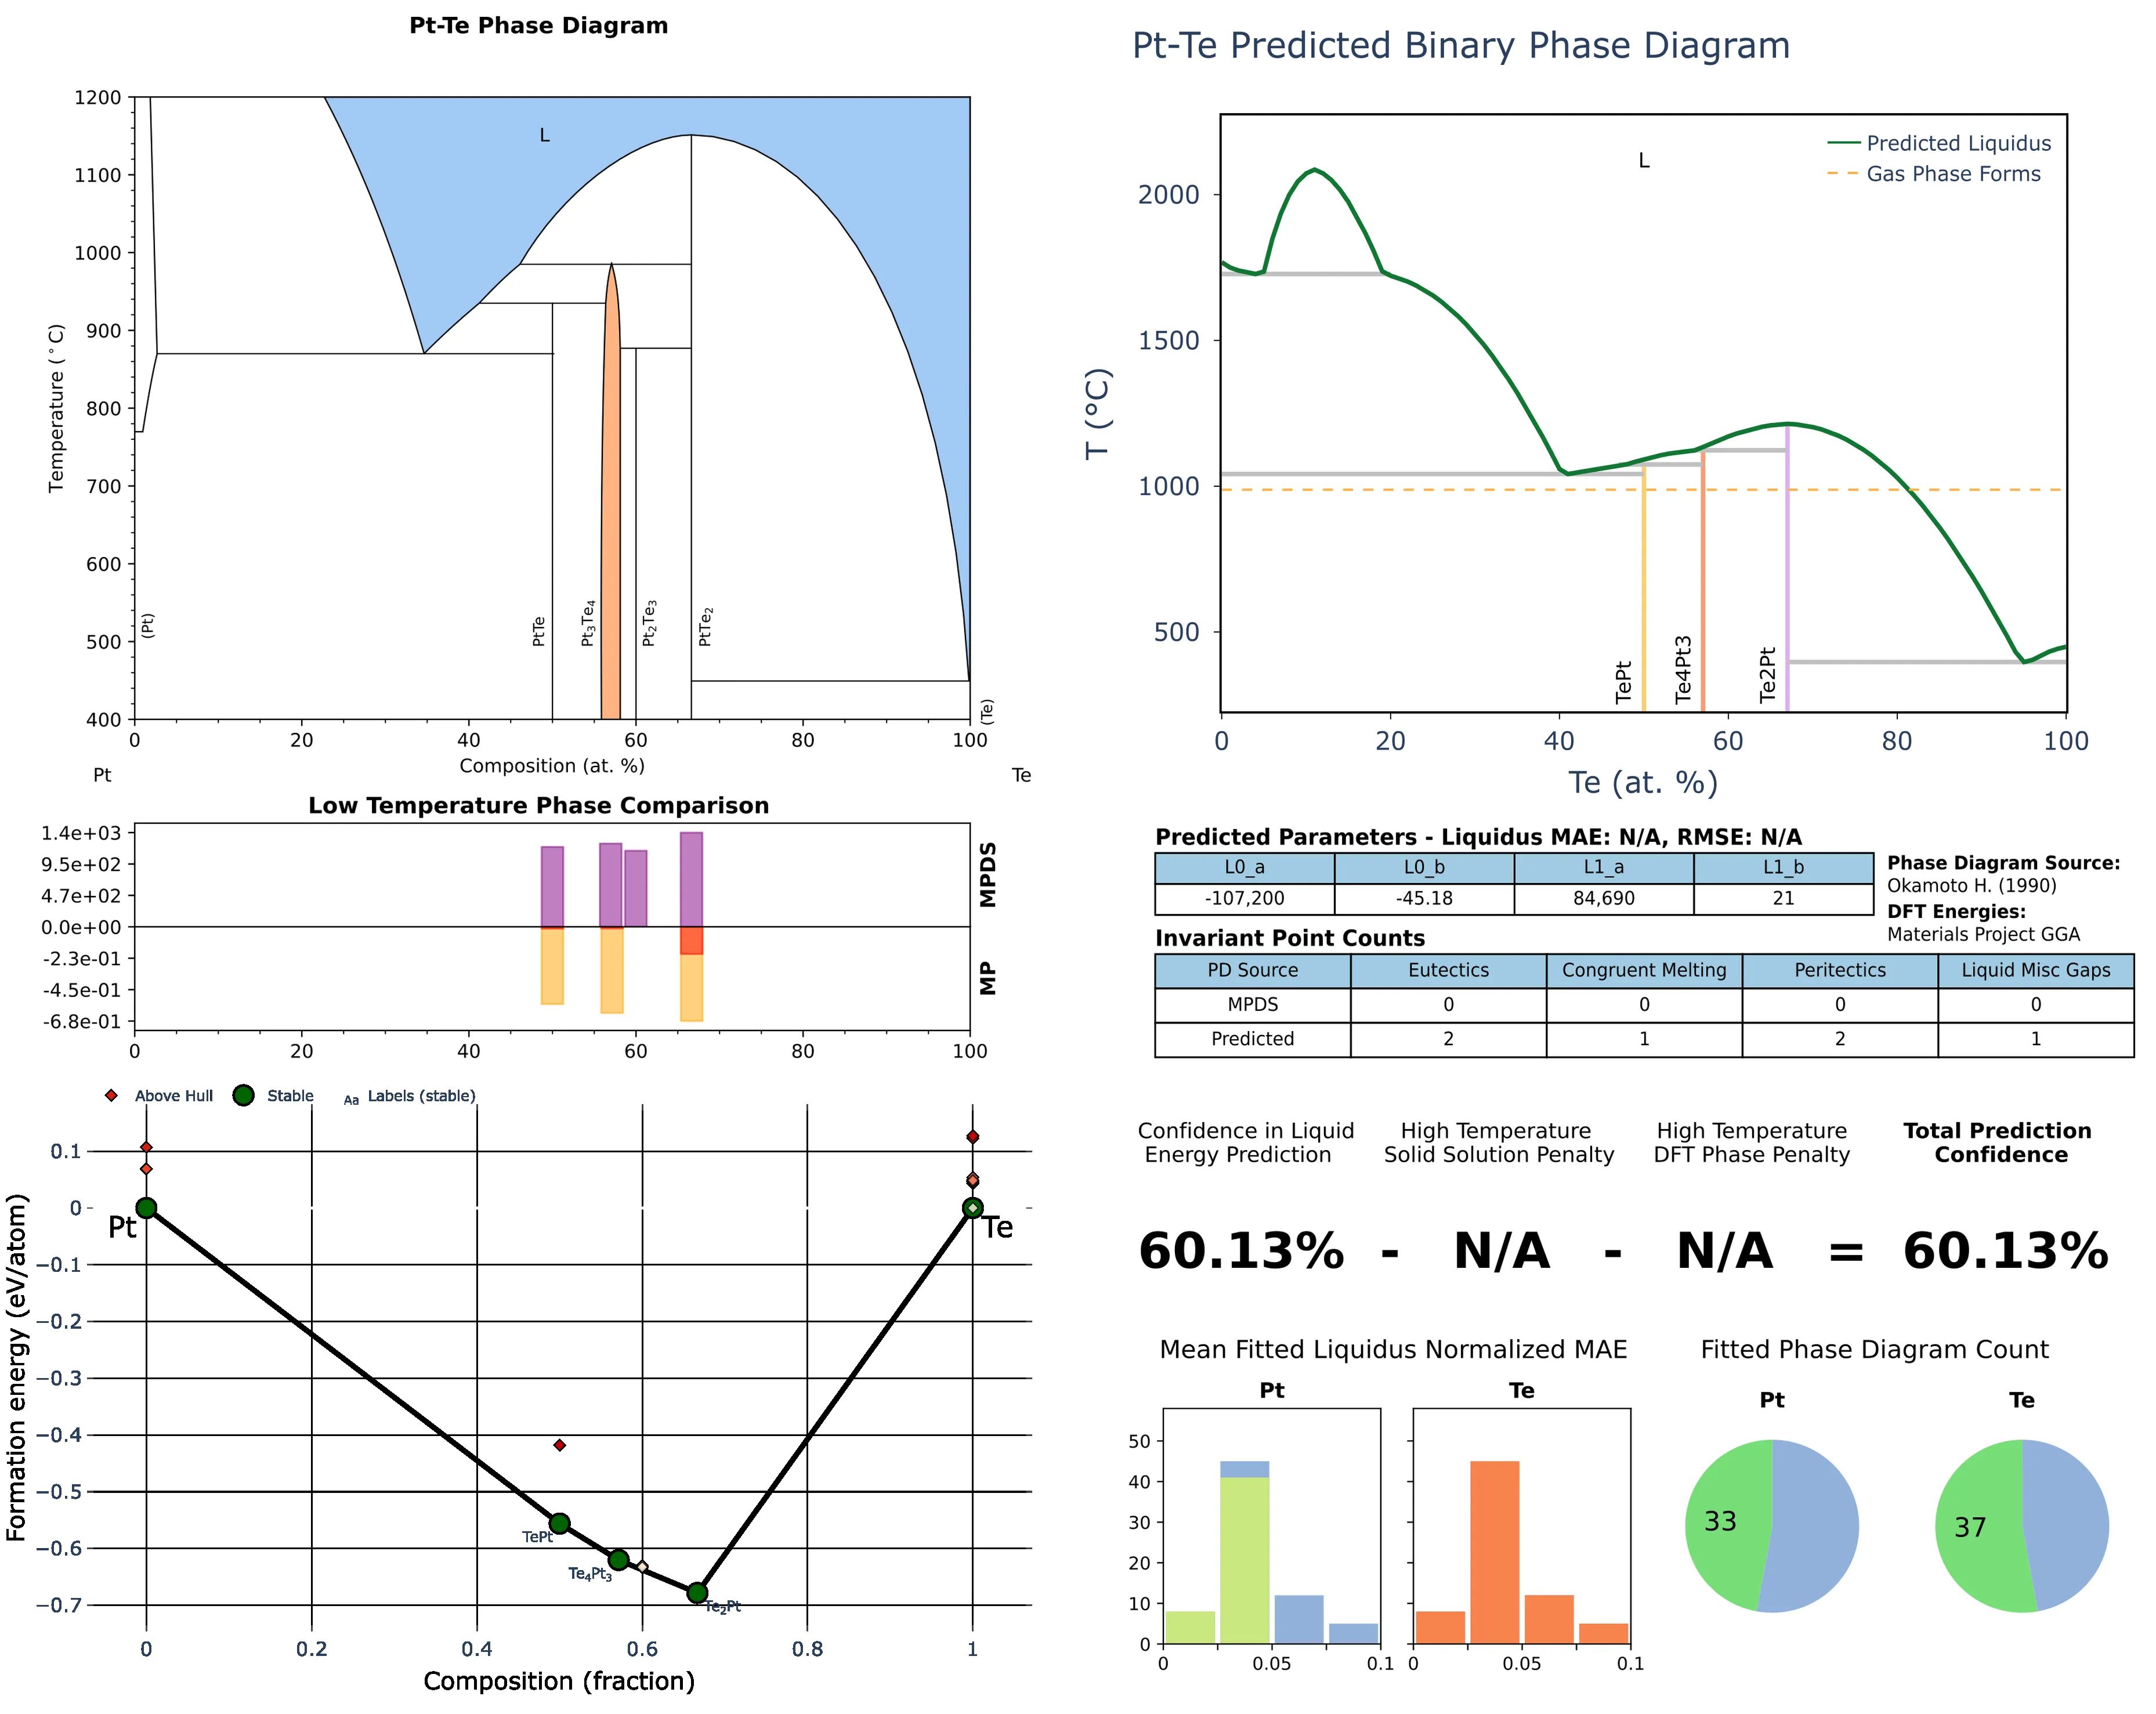 Pt-Te Phase Diagram
1200
1100
1000
900
800
700
600
500
400
Temperature (°C)
L
(Pt)
PtTe
Pt3Te4
Pt2Te3
PtTe2
(Te)
0 20 40 60 80 100
Composition (at. %)
Pt Te
Low Temperature Phase Comparison
1.4e+03
9.5e+02
4.7e+02
0.0e+00
-2.3e-01
-4.5e-01
-6.8e-01
MPDS
MP
0 20 40 60 80 100
Above Hull Stable Aa Labels (stable)
0.1
0
−0.1
−0.2
−0.3
−0.4
−0.5
−0.6
−0.7
Formation energy (eV/atom)
Pt
Te
TePt
Te4Pt3
Te2Pt
0 0.2 0.4 0.6 0.8 1
Composition (fraction)
Pt-Te Predicted Binary Phase Diagram
L
Predicted Liquidus
Gas Phase Forms
2000
1500
1000
500
T (°C)
TePt
Te4Pt3
Te2Pt
0 20 40 60 80 100
Te (at. %)
Predicted Parameters - Liquidus MAE: N/A, RMSE: N/A
L0_a L0_b L1_a L1_b
-107,200 -45.18 84,690 21
Phase Diagram Source:
Okamoto H. (1990)
DFT Energies:
Materials Project GGA
Invariant Point Counts
PD Source Eutectics Congruent Melting Peritectics Liquid Misc Gaps
MPDS 0 0 0 0
Predicted 2 1 2 1
Confidence in Liquid
Energy Prediction
High Temperature
Solid Solution Penalty
High Temperature
DFT Phase Penalty
Total Prediction
Confidence
60.13% - N/A - N/A = 60.13%
Mean Fitted Liquidus Normalized MAE
Pt
Te
50
40
30
20
10
0
0 0.05 0.1
0 0.05 0.1
Fitted Phase Diagram Count
Pt
33
Te
37